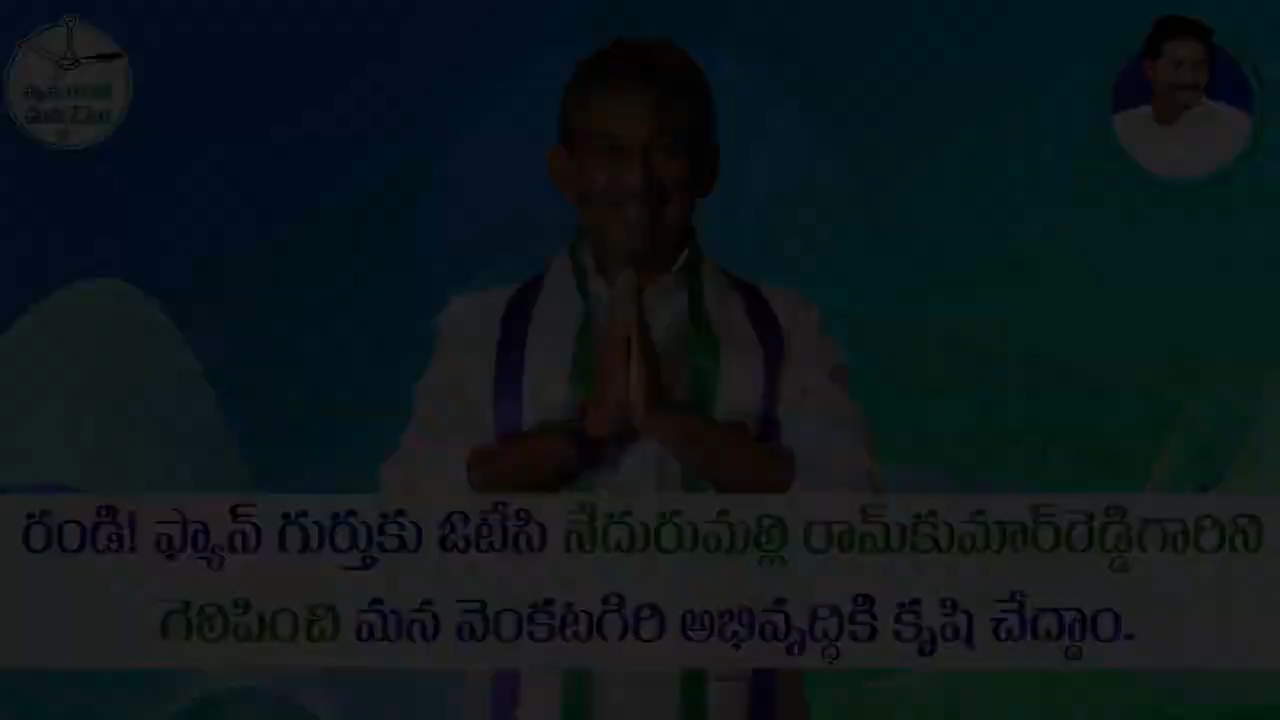 రండి! ఫ్యాన్ గుర్తుకు ఓటేసి నేదురుమల్లి రామ్‌కుమార్‌రెడ్డిగారిని
గెలిపించి మన వెంకటగిరి అభివృద్ధికి కృషి చేద్దాం.